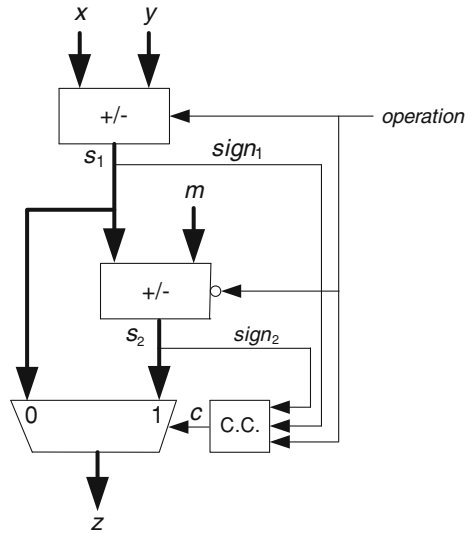 x y
+/-
operation
s₁ sign₁
m
+/-
s₂ sign₂
0 1 c C.C.
z